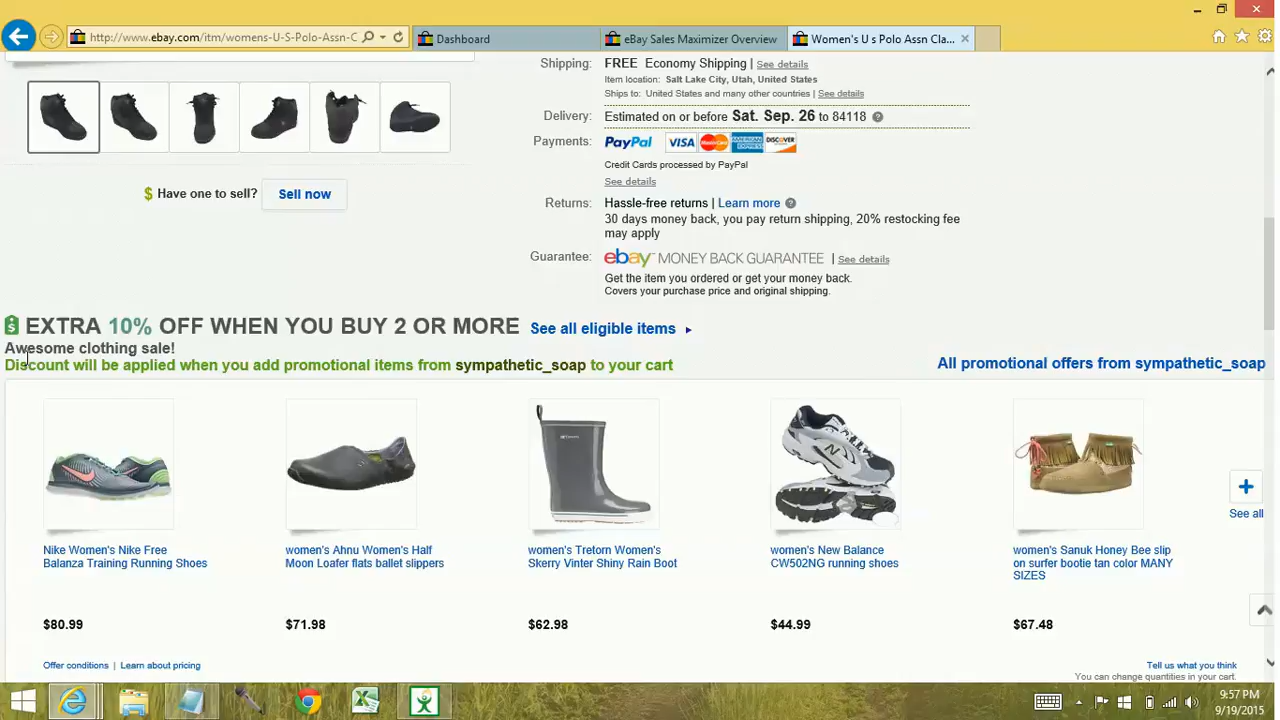 http://www.ebay.com/itm/womens-U-S-Polo-Assn-C
Dashboard
eBay Sales Maximizer Overview
Women's U s Polo Assn Cla...
Shipping: FREE Economy Shipping | See details
Item location: Salt Lake City, Utah, United States
Ships to: United States and many other countries | See details
Delivery: Estimated on or before Sat. Sep. 26 to 84118
Payments: PayPal VISA MasterCard AMERICAN EXPRESS DISCOVER
Credit Cards processed by PayPal
See details
$ Have one to sell? Sell now
Returns: Hassle-free returns | Learn more
30 days money back, you pay return shipping, 20% restocking fee
may apply
Guarantee: ebay MONEY BACK GUARANTEE | See details
Get the item you ordered or get your money back.
Covers your purchase price and original shipping.
$ EXTRA 10% OFF WHEN YOU BUY 2 OR MORE See all eligible items
Awesome clothing sale!
Discount will be applied when you add promotional items from sympathetic_soap to your cart
All promotional offers from sympathetic_soap
Nike Women's Nike Free
Balanza Training Running Shoes
$80.99
women's Ahnu Women's Half
Moon Loafer flats ballet slippers
$71.98
women's Tretorn Women's
Skerry Vinter Shiny Rain Boot
$62.98
women's New Balance
CW502NG running shoes
$44.99
women's Sanuk Honey Bee slip
on surfer bootie tan color MANY
SIZES
$67.48
See all
Offer conditions | Learn about pricing
Tell us what you think
You can change quantities in your cart.
9:57 PM
9/19/2015